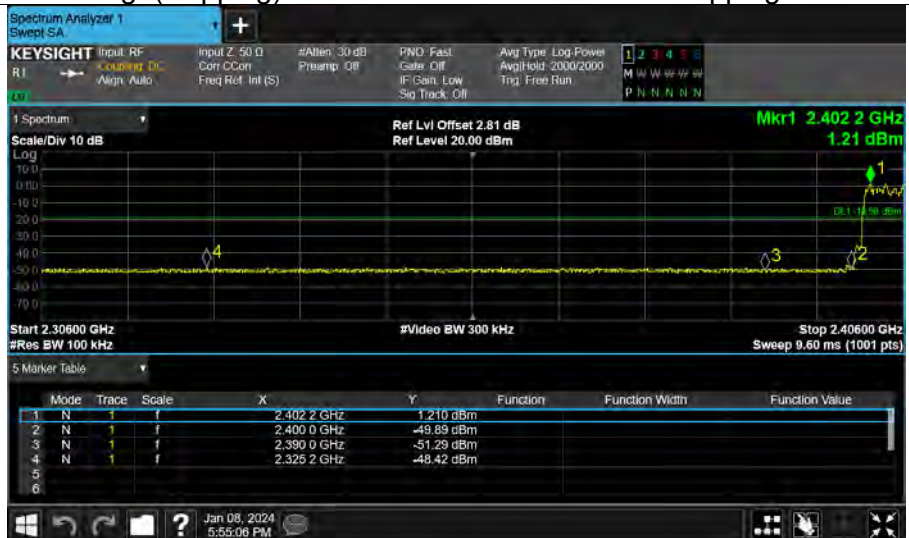 Spectrum Analyzer 1
Swept SA
+
KEYSIGHT Input: RF Input Z: 50 Ω #Atten: 30 dB PNO: Fast Avg Type: Log-Power 1 2 3 4 5 6
R L Coupling: DC Corr CCorr Preamp: Off Gate: Off Avg|Hold: 2000/2000 M W W W W W
Align: Auto Freq Ref: Int (S) IF Gain: Low Trig: Free Run
Sig Track: Off P N N N N N
1 Spectrum Ref Lvl Offset 2.81 dB Mkr1 2.402 2 GHz
Scale/Div 10 dB Ref Level 20.00 dBm 1.21 dBm
Log
10.0
0.00
-10.0
-20.0
-30.0
-40.0
-50.0
-60.0
-70.0
1
2
3
4
Start 2.30600 GHz #Video BW 300 kHz Stop 2.40600 GHz
#Res BW 100 kHz Sweep 9.60 ms (1001 pts)
5 Marker Table
Mode Trace Scale X Y Function Function Width Function Value
1 N 1 f 2.402 2 GHz 1.210 dBm
2 N 1 f 2.400 0 GHz -49.89 dBm
3 N 1 f 2.390 0 GHz -51.29 dBm
4 N 1 f 2.325 2 GHz -48.42 dBm
5
6
? Jan 08, 2024
5:55:06 PM